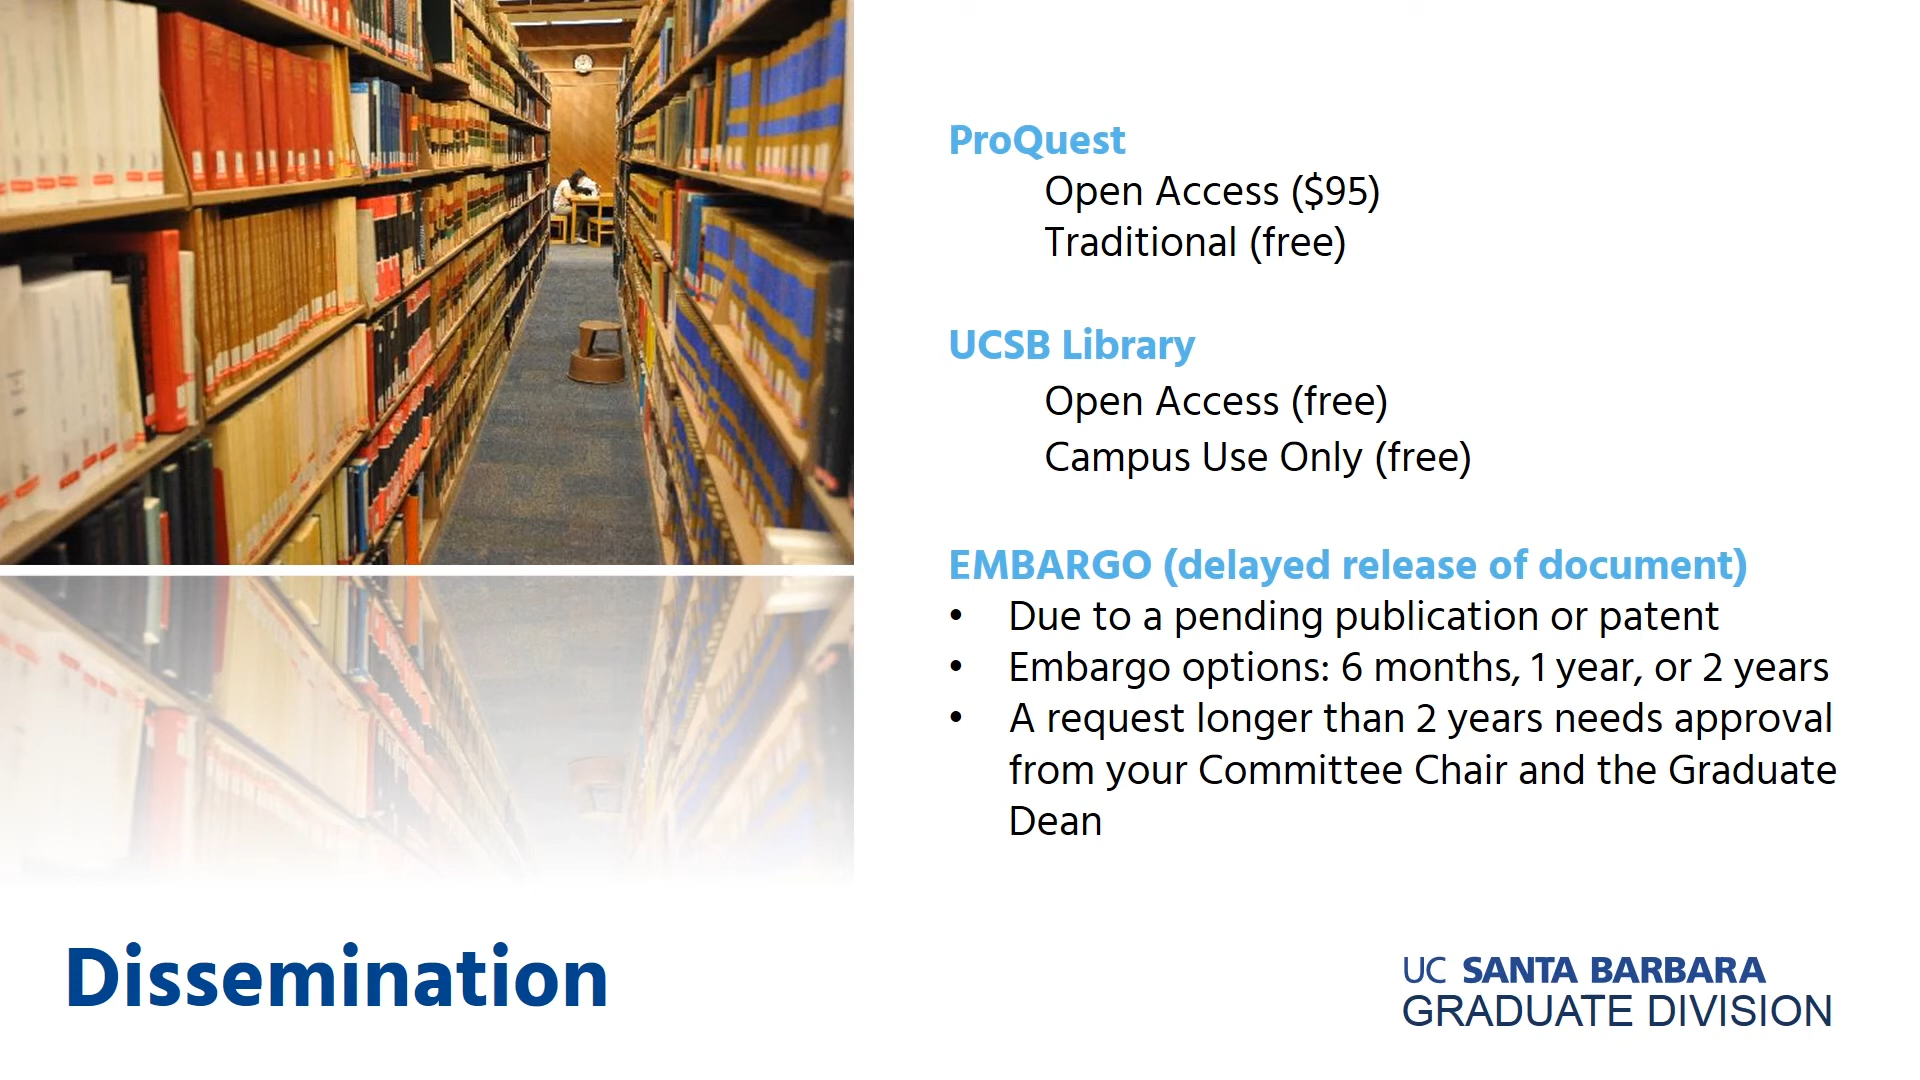 ProQuest
Open Access ($95)
Traditional (free)
UCSB Library
Open Access (free)
Campus Use Only (free)
EMBARGO (delayed release of document)
• Due to a pending publication or patent
• Embargo options: 6 months, 1 year, or 2 years
• A request longer than 2 years needs approval
from your Committee Chair and the Graduate
Dean
Dissemination
UC SANTA BARBARA
GRADUATE DIVISION